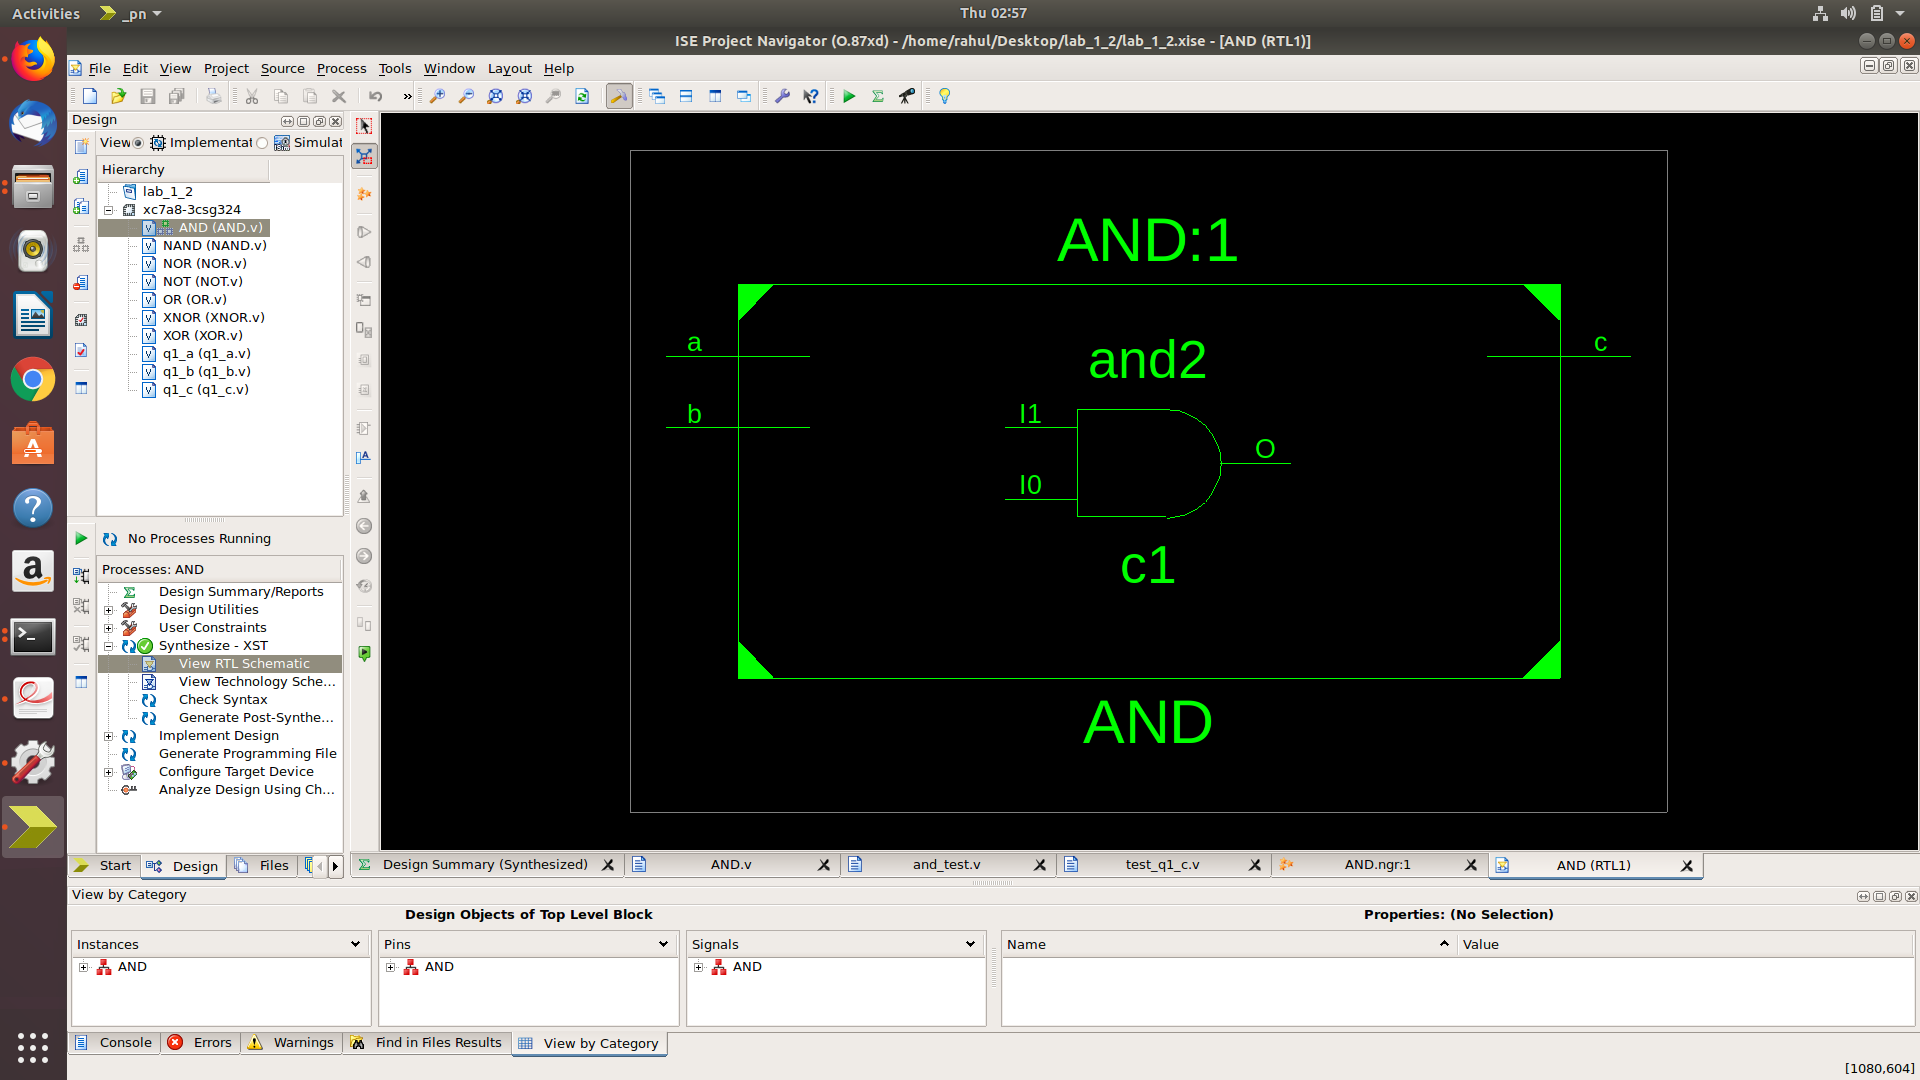 Activities
_pn
Thu 02:57
ISE Project Navigator (O.87xd) - /home/rahul/Desktop/lab_1_2/lab_1_2.xise - [AND (RTL1)]
File Edit View Project Source Process Tools Window Layout Help
Design
View Implementat Simulat
Hierarchy
lab_1_2
xc7a8-3csg324
AND (AND.v)
NAND (NAND.v)
NOR (NOR.v)
NOT (NOT.v)
OR (OR.v)
XNOR (XNOR.v)
XOR (XOR.v)
q1_a (q1_a.v)
q1_b (q1_b.v)
q1_c (q1_c.v)
No Processes Running
Processes: AND
Design Summary/Reports
Design Utilities
User Constraints
Synthesize - XST
View RTL Schematic
View Technology Sche...
Check Syntax
Generate Post-Synthe...
Implement Design
Generate Programming File
Configure Target Device
Analyze Design Using Ch...
Start Design Files
AND:1
a
b
c
and2
I1
I0
O
c1
AND
Design Summary (Synthesized) AND.v and_test.v test_q1_c.v AND.ngr:1 AND (RTL1)
View by Category
Design Objects of Top Level Block
Properties: (No Selection)
Instances Pins Signals Name Value
AND AND AND
Console Errors Warnings Find in Files Results View by Category
[1080,604]